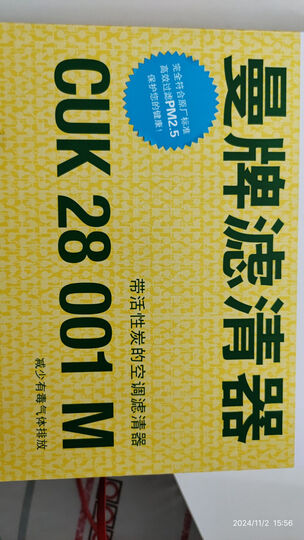 曼牌滤清器
完全符合原厂标准
高效过滤PM2.5
保护您的健康!
CUK 28 001 M
带活性炭的空调滤清器
减少有毒气体排放
2024/11/2 15:56